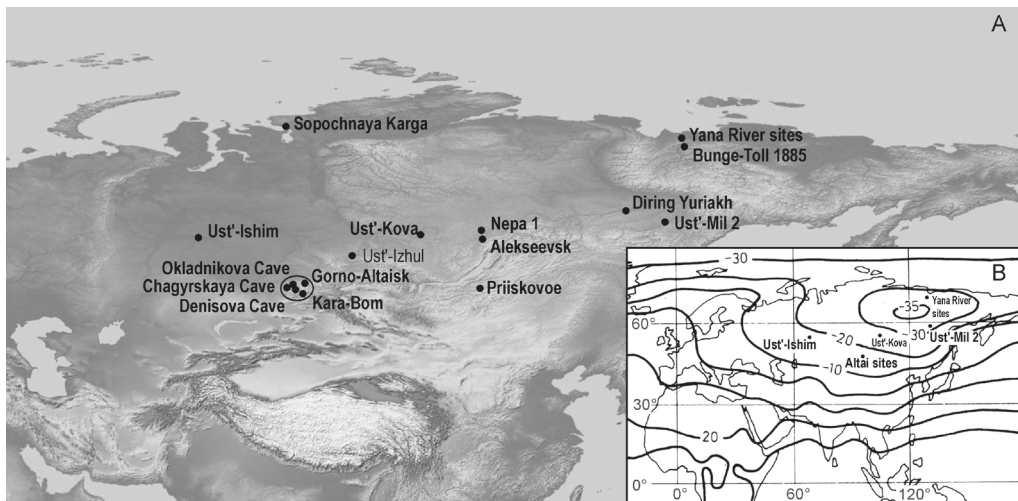 A
Sopochnaya Karga
Yana River sites
Bunge-Toll 1885
Diring Yuriakh
Ust'-Mil 2
Ust'-Ishim
Ust'-Kova
Nepa 1
Alekseevsk
Ust'-Izhul
Okladnikova Cave
Gorno-Altaisk
Chagyrskaya Cave
Denisova Cave
Kara-Bom
Priiskovoe
B
-30
-35
Yana River
sites
60°
-30
Ust'-Mil 2
Ust'-Ishim
-20
Ust'-Kova
-10
Altai sites
30°
20
0°
0°
60°
120°